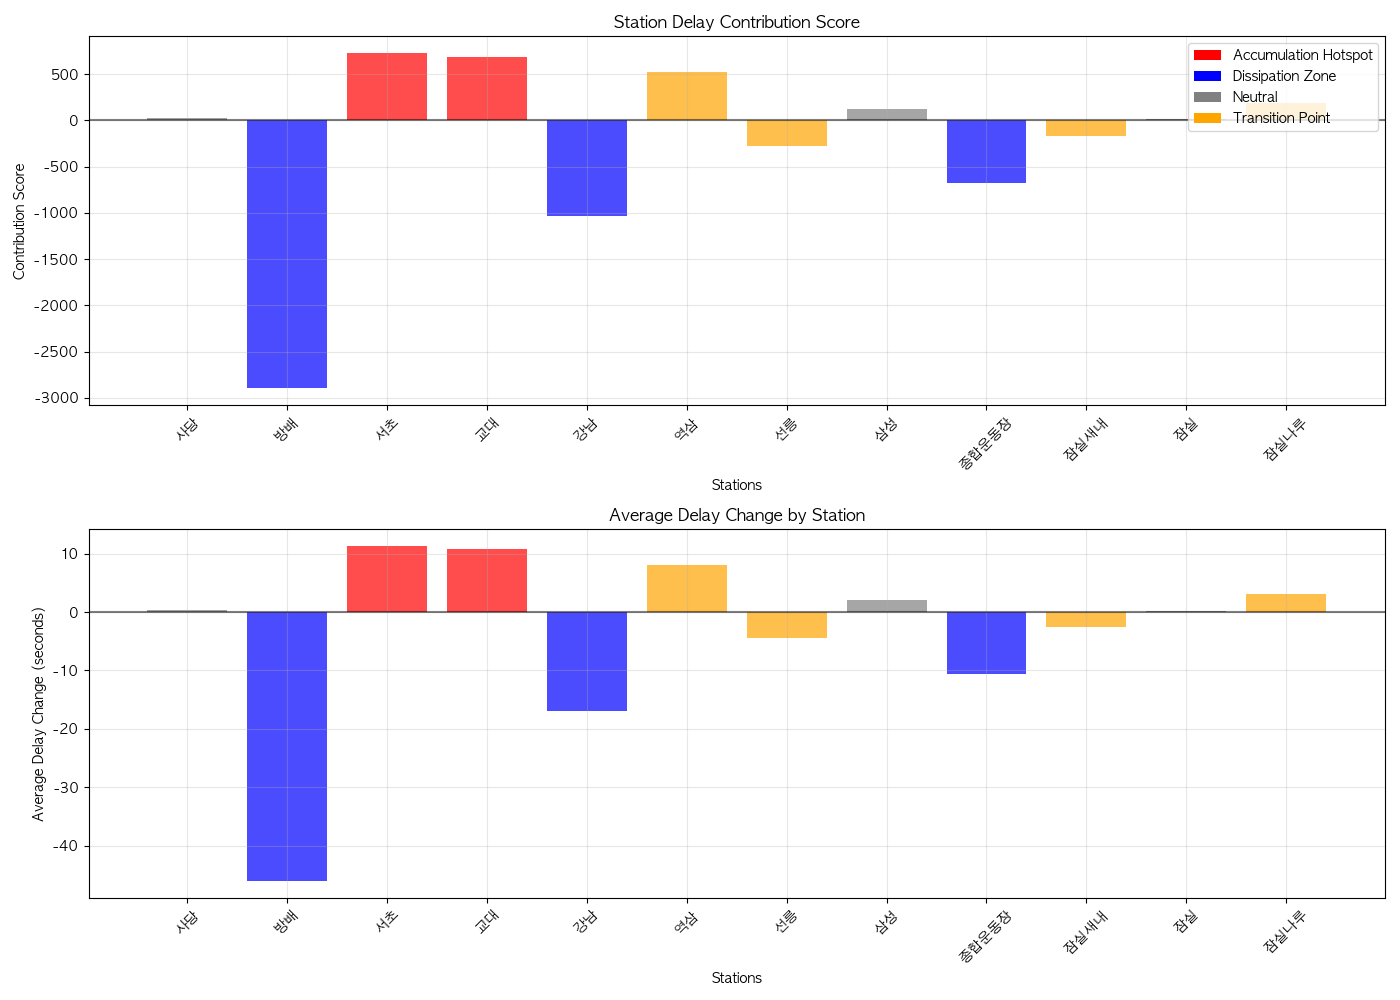 Station Delay Contribution Score
Contribution Score
500
0
-500
-1000
-1500
-2000
-2500
-3000
Accumulation Hotspot
Dissipation Zone
Neutral
Transition Point
사당
방배
서초
교대
강남
역삼
선릉
삼성
종합운동장
잠실새내
잠실
잠실나루
Stations
Average Delay Change by Station
Average Delay Change (seconds)
10
0
-10
-20
-30
-40
사당
방배
서초
교대
강남
역삼
선릉
삼성
종합운동장
잠실새내
잠실
잠실나루
Stations